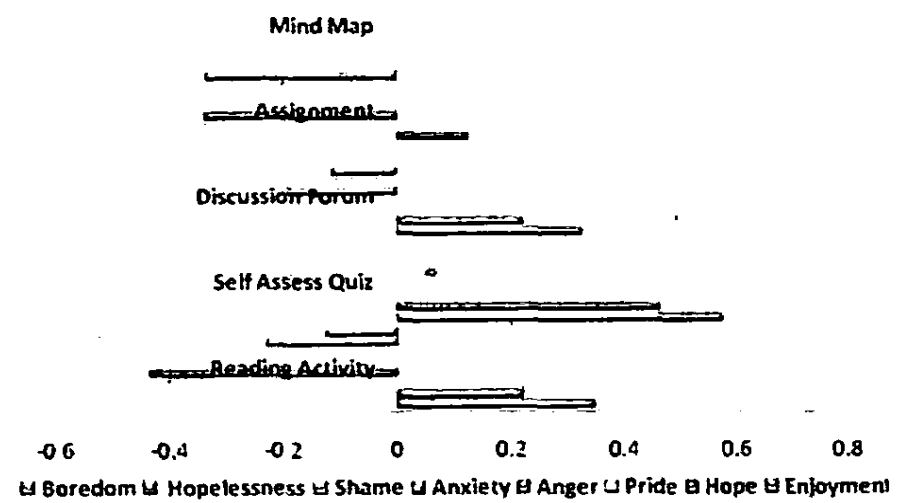 Mind Map
Assignment
Discussion Forum
Self Assess Quiz
Reading Activity
-0 6 -0.4 -0 2 0 0.2 0.4 0.6 0.8
Boredom Hopelessness Shame Anxiety Anger Pride Hope Enjoyment